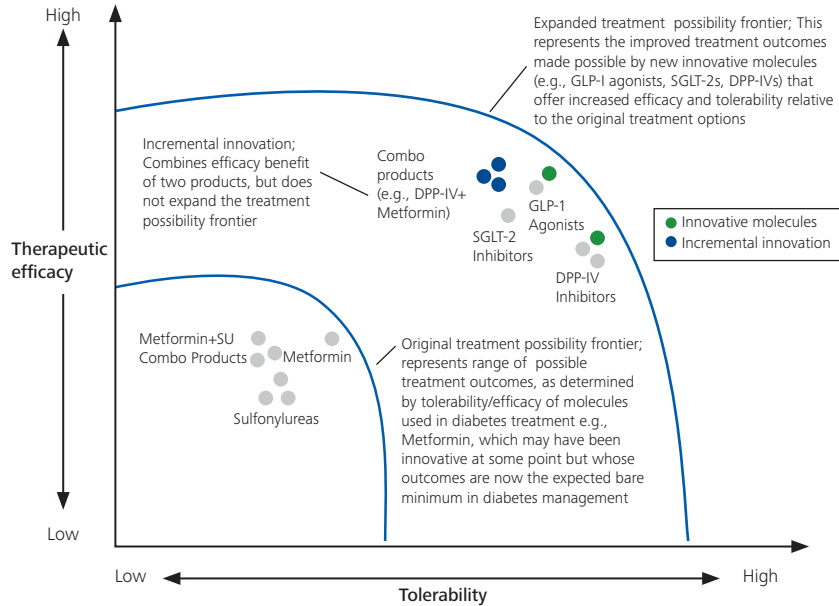 High
Expanded treatment possibility frontier; This
represents the improved treatment outcomes
made possible by new innovative molecules
(e.g., GLP-I agonists, SGLT-2s, DPP-IVs) that
offer increased efficacy and tolerability relative
to the original treatment options
Incremental innovation;
Combines efficacy benefit
of two products, but does
not expand the treatment
possibility frontier
Combo
products
(e.g., DPP-IV+
Metformin)
GLP-1
Agonists
SGLT-2
Inhibitors
DPP-IV
Inhibitors
Innovative molecules
Incremental innovation
Therapeutic
efficacy
Metformin+SU
Combo Products
Metformin
Sulfonylureas
Original treatment possibility frontier;
represents range of possible
treatment outcomes, as determined
by tolerability/efficacy of molecules
used in diabetes treatment e.g.,
Metformin, which may have been
innovative at some point but whose
outcomes are now the expected bare
minimum in diabetes management
Low
Low
High
Tolerability